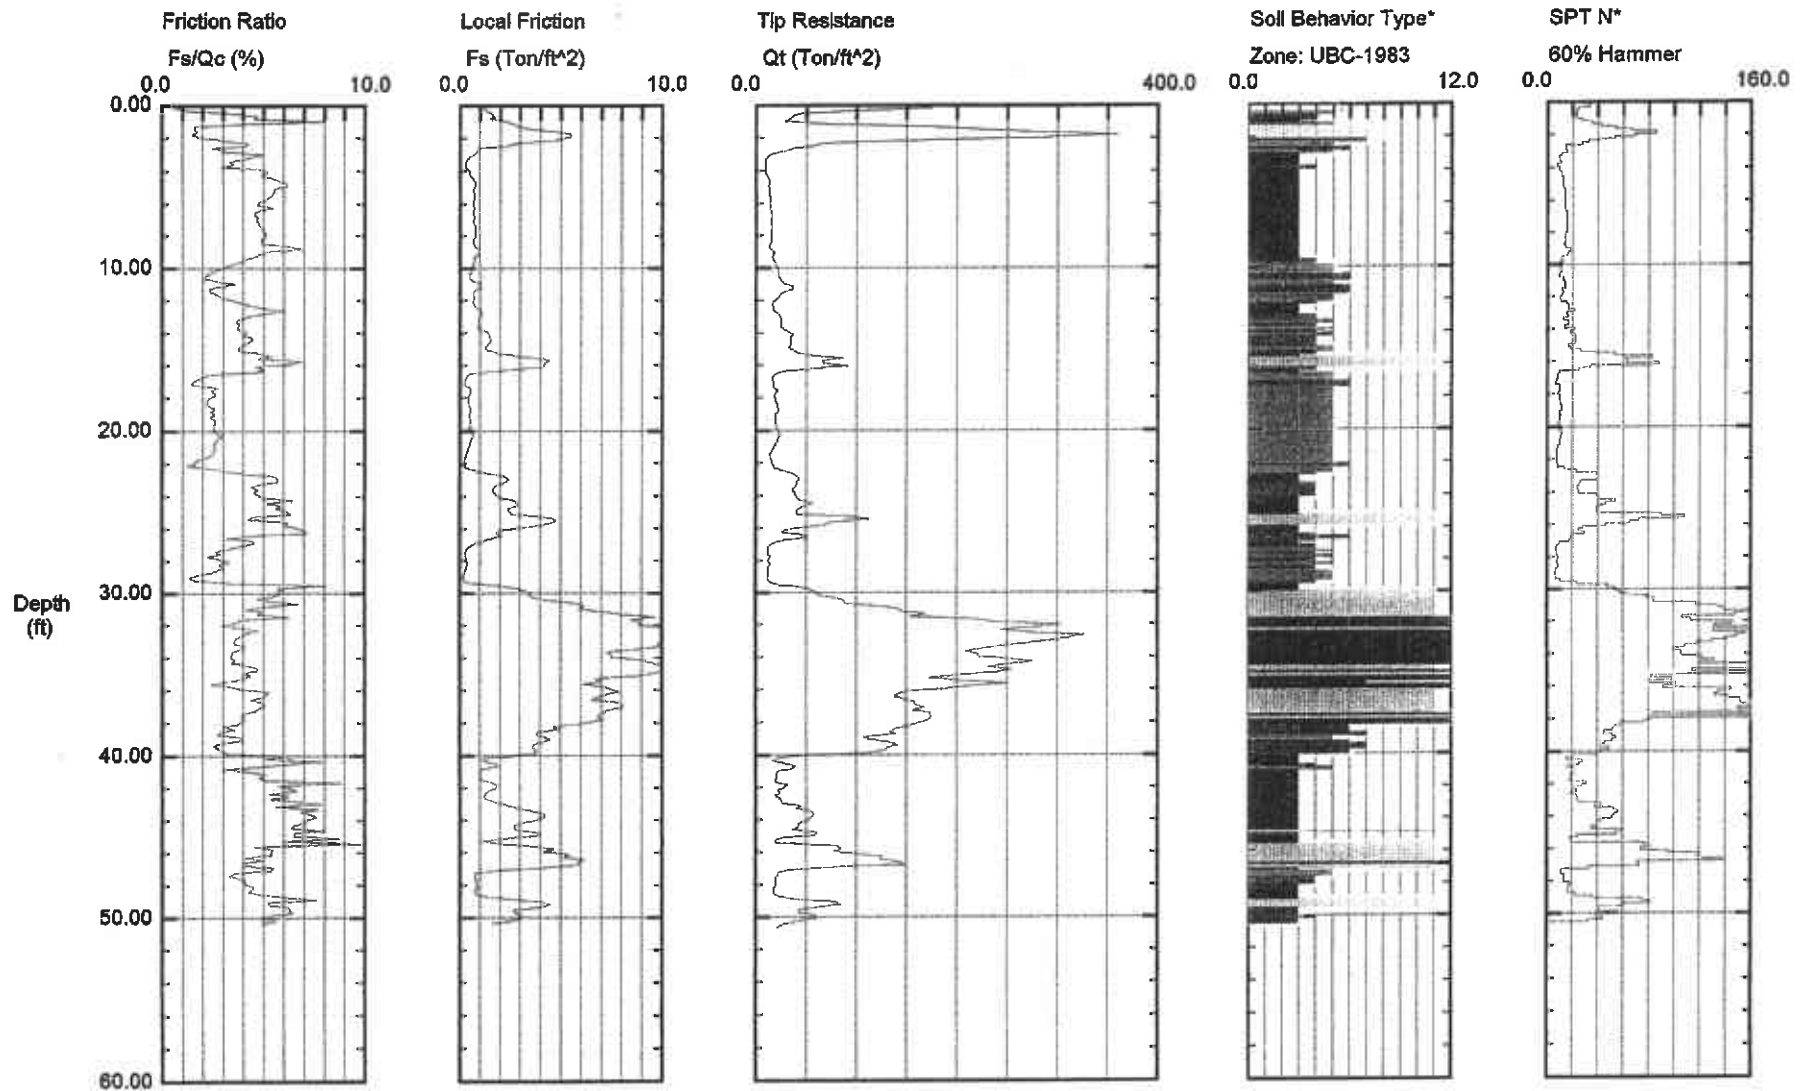 Friction Ratio
Fs/Qc (%)
0.0 10.0
Local Friction
Fs (Ton/ft^2)
0.0 10.0
Tip Resistance
Qt (Ton/ft^2)
0.0 400.0
Soil Behavior Type*
Zone: UBC-1983
0.0 12.0
SPT N*
60% Hammer
0.0 160.0
0.00
10.00
20.00
30.00
Depth
(ft)
40.00
50.00
60.00